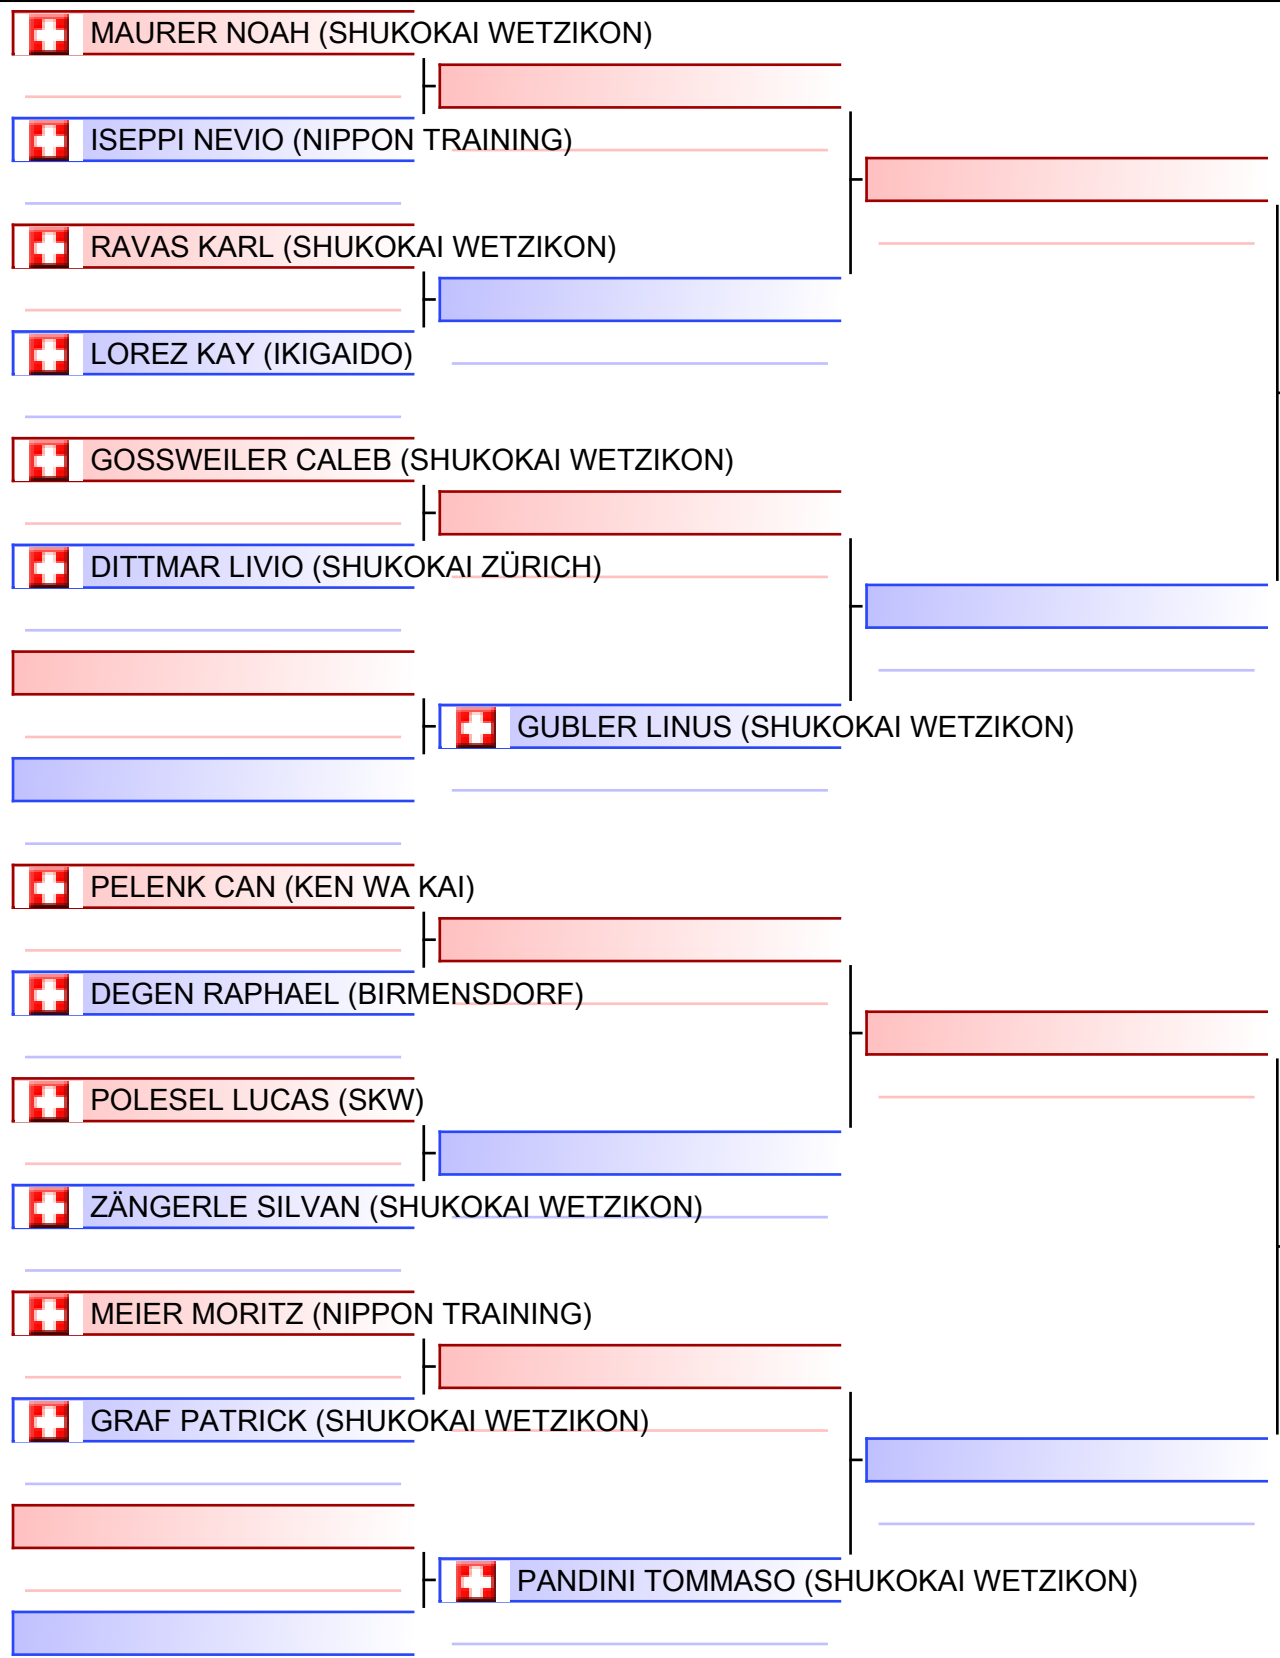 MAURER NOAH (SHUKOKAI WETZIKON)
ISEPPI NEVIO (NIPPON TRAINING)
RAVAS KARL (SHUKOKAI WETZIKON)
LOREZ KAY (IKIGAIDO)
GOSSWEILER CALEB (SHUKOKAI WETZIKON)
DITTMAR LIVIO (SHUKOKAI ZÜRICH)
GUBLER LINUS (SHUKOKAI WETZIKON)
PELENK CAN (KEN WA KAI)
DEGEN RAPHAEL (BIRMENSDORF)
POLESEL LUCAS (SKW)
ZÄNGERLE SILVAN (SHUKOKAI WETZIKON)
MEIER MORITZ (NIPPON TRAINING)
GRAF PATRICK (SHUKOKAI WETZIKON)
PANDINI TOMMASO (SHUKOKAI WETZIKON)